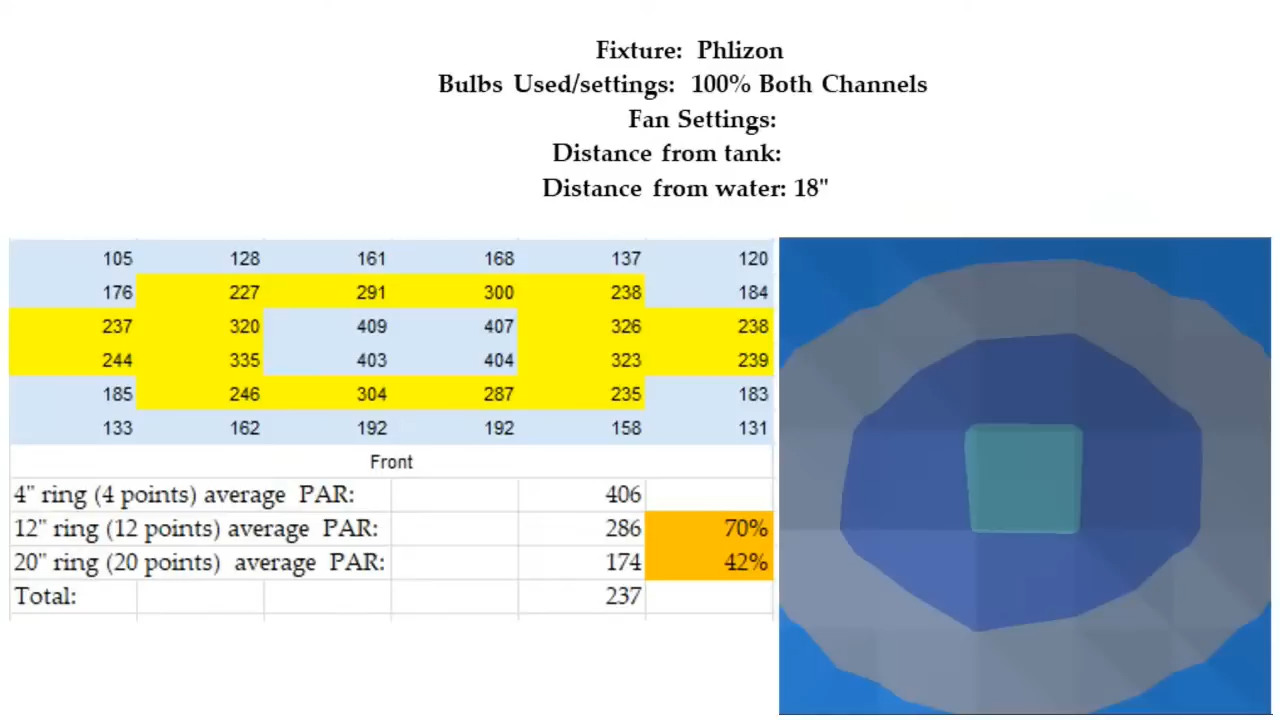 Fixture: Phlizon
Bulbs Used/settings: 100% Both Channels
Fan Settings:
Distance from tank:
Distance from water: 18"
105 128 161 168 137 120
176 227 291 300 238 184
237 320 409 407 326 238
244 335 403 404 323 239
185 246 304 287 235 183
133 162 192 192 158 131
Front
4" ring (4 points) average PAR: 406
12" ring (12 points) average PAR: 286 70%
20" ring (20 points) average PAR: 174 42%
Total: 237